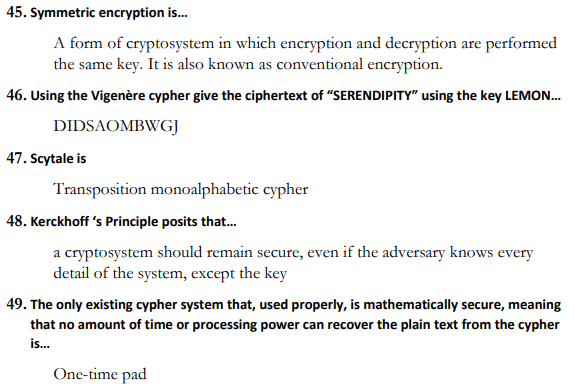 45. Symmetric encryption is...
A form of cryptosystem in which encryption and decryption are performed
the same key. It is also known as conventional encryption.
46. Using the Vigenère cypher give the ciphertext of “SERENDIPITY” using the key LEMON...
DIDSAOMBWGJ
47. Scytale is
Transposition monoalphabetic cypher
48. Kerckhoff ‘s Principle posits that...
a cryptosystem should remain secure, even if the adversary knows every
detail of the system, except the key
49. The only existing cypher system that, used properly, is mathematically secure, meaning
that no amount of time or processing power can recover the plain text from the cypher
is...
One-time pad